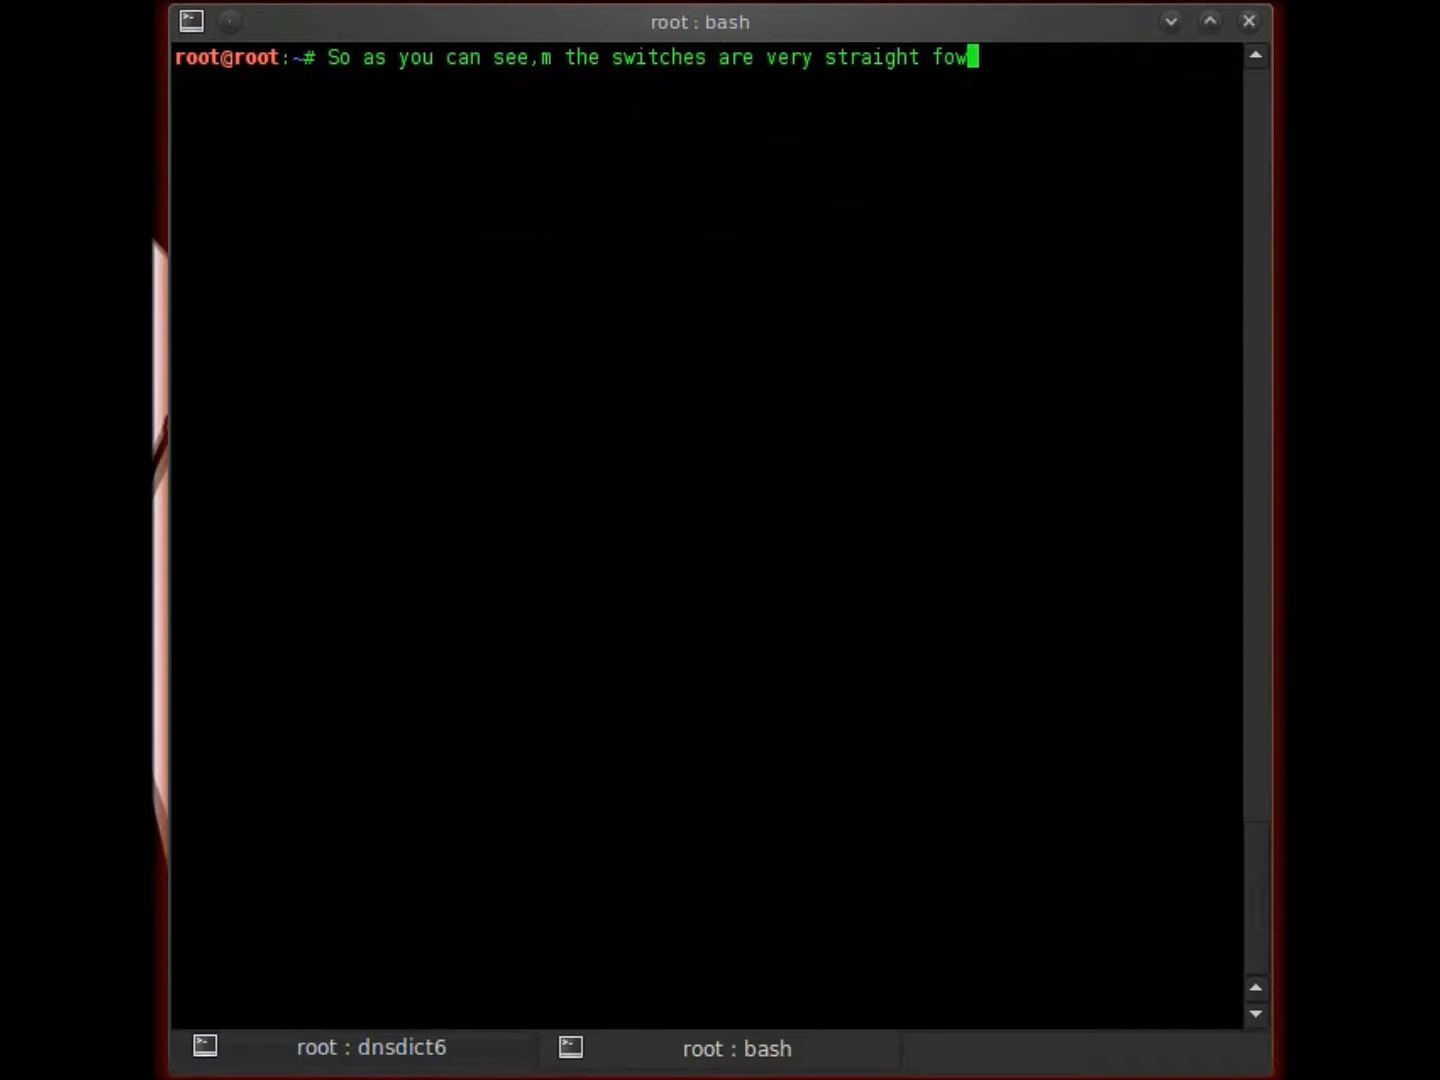 root : bash
root@root:~# So as you can see,m the switches are very straight fow
root : dnsdict6
root : bash